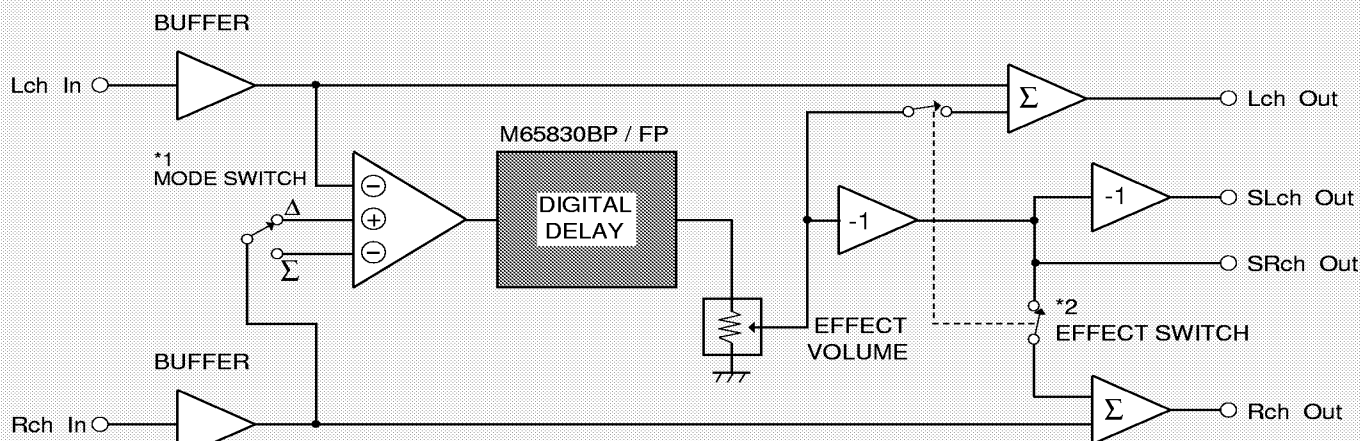 BUFFER
Lch In
Σ
Lch Out
M65830BP / FP
*1
MODE SWITCH
DIGITAL
DELAY
Δ
Σ
−
+
−
-1
-1
SLch Out
SRch Out
*2
EFFECT SWITCH
EFFECT
VOLUME
BUFFER
Rch In
Σ
Rch Out